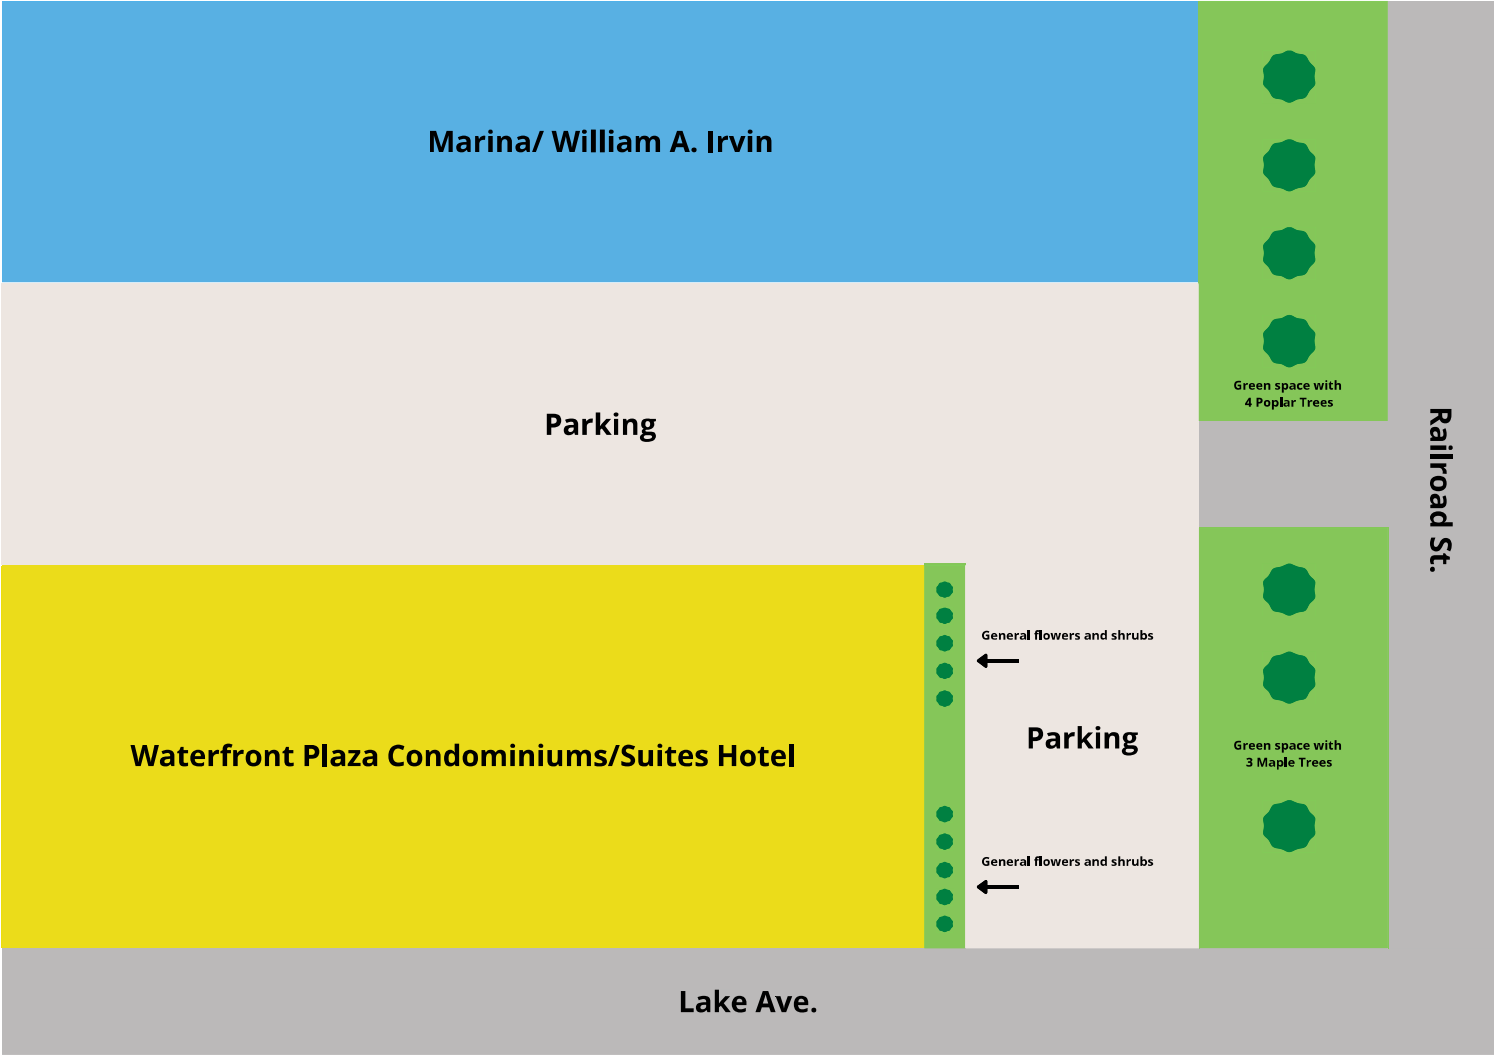 Marina/ William A. Irvin
Green space with
4 Poplar Trees
Parking
Railroad St.
General flowers and shrubs
Parking
Waterfront Plaza Condominiums/Suites Hotel
Green space with
3 Maple Trees
General flowers and shrubs
Lake Ave.